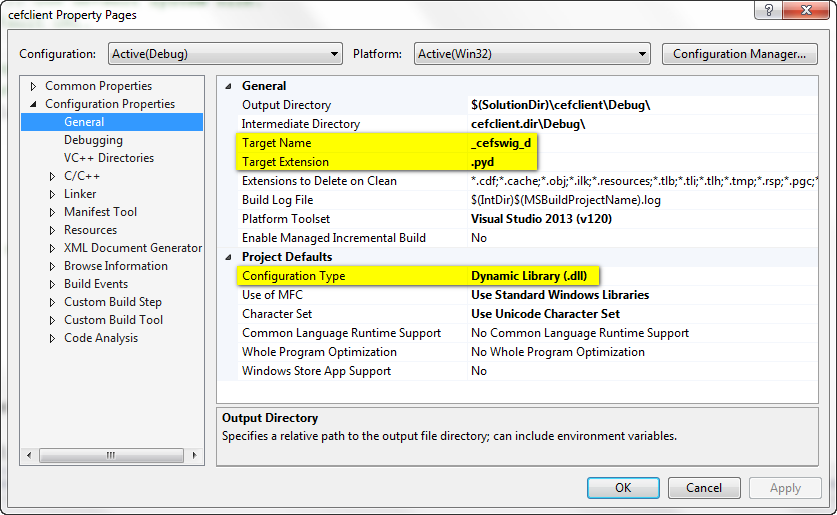 cefclient Property Pages
Configuration: Active(Debug) Platform: Active(Win32) Configuration Manager...
Common Properties
Configuration Properties
General
Debugging
VC++ Directories
C/C++
Linker
Manifest Tool
Resources
XML Document Generator
Browse Information
Build Events
Custom Build Step
Custom Build Tool
Code Analysis
General
Output Directory $(SolutionDir)\cefclient\Debug\
Intermediate Directory cefclient.dir\Debug\
Target Name _cefswig_d
Target Extension .pyd
Extensions to Delete on Clean *.cdf;*.cache;*.obj;*.ilk;*.resources;*.tlb;*.tli;*.tlh;*.tmp;*.rsp;*.pgc;*
Build Log File $(IntDir)$(MSBuildProjectName).log
Platform Toolset Visual Studio 2013 (v120)
Enable Managed Incremental Build No
Project Defaults
Configuration Type Dynamic Library (.dll)
Use of MFC Use Standard Windows Libraries
Character Set Use Unicode Character Set
Common Language Runtime Support No Common Language Runtime Support
Whole Program Optimization No Whole Program Optimization
Windows Store App Support No
Output Directory
Specifies a relative path to the output file directory; can include environment variables.
OK Cancel Apply